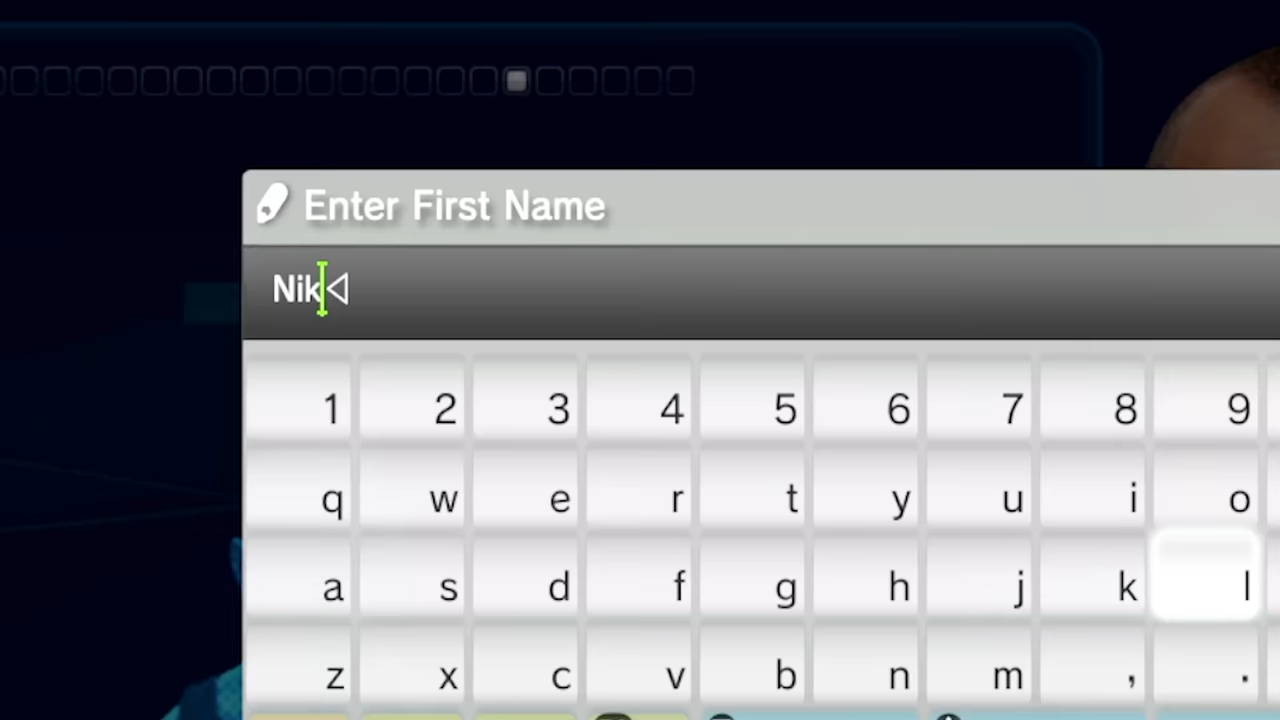 Enter First Name
Nik
1 2 3 4 5 6 7 8 9
q w e r t y u i o
a s d f g h j k l
z x c v b n m , .